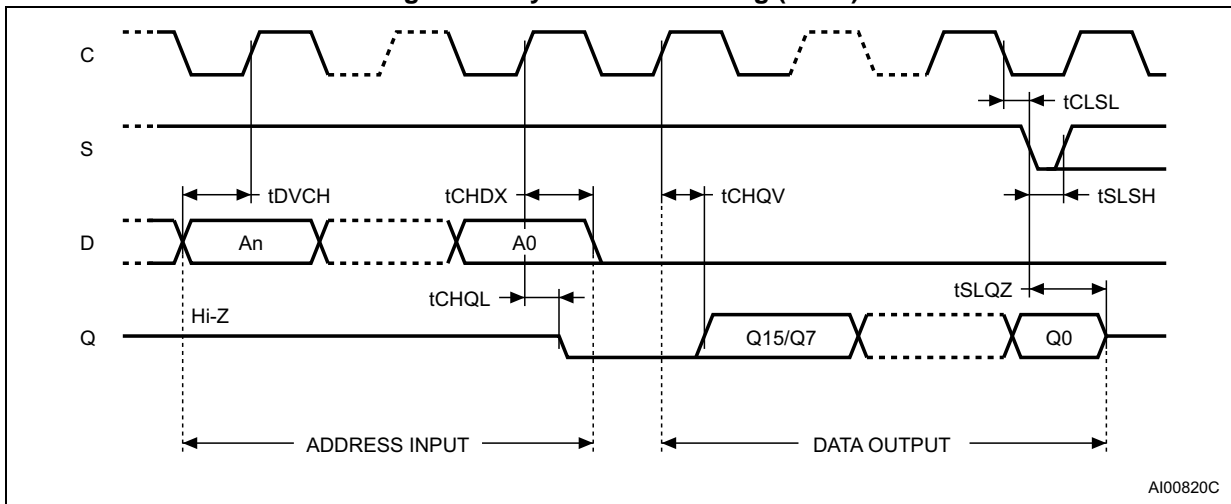 C
tCLSL
S
tDVCH
tCHDX
tCHQV
tSLSH
D
An
A0
tCHQL
tSLQZ
Hi-Z
Q
Q15/Q7
Q0
ADDRESS INPUT
DATA OUTPUT
AI00820C